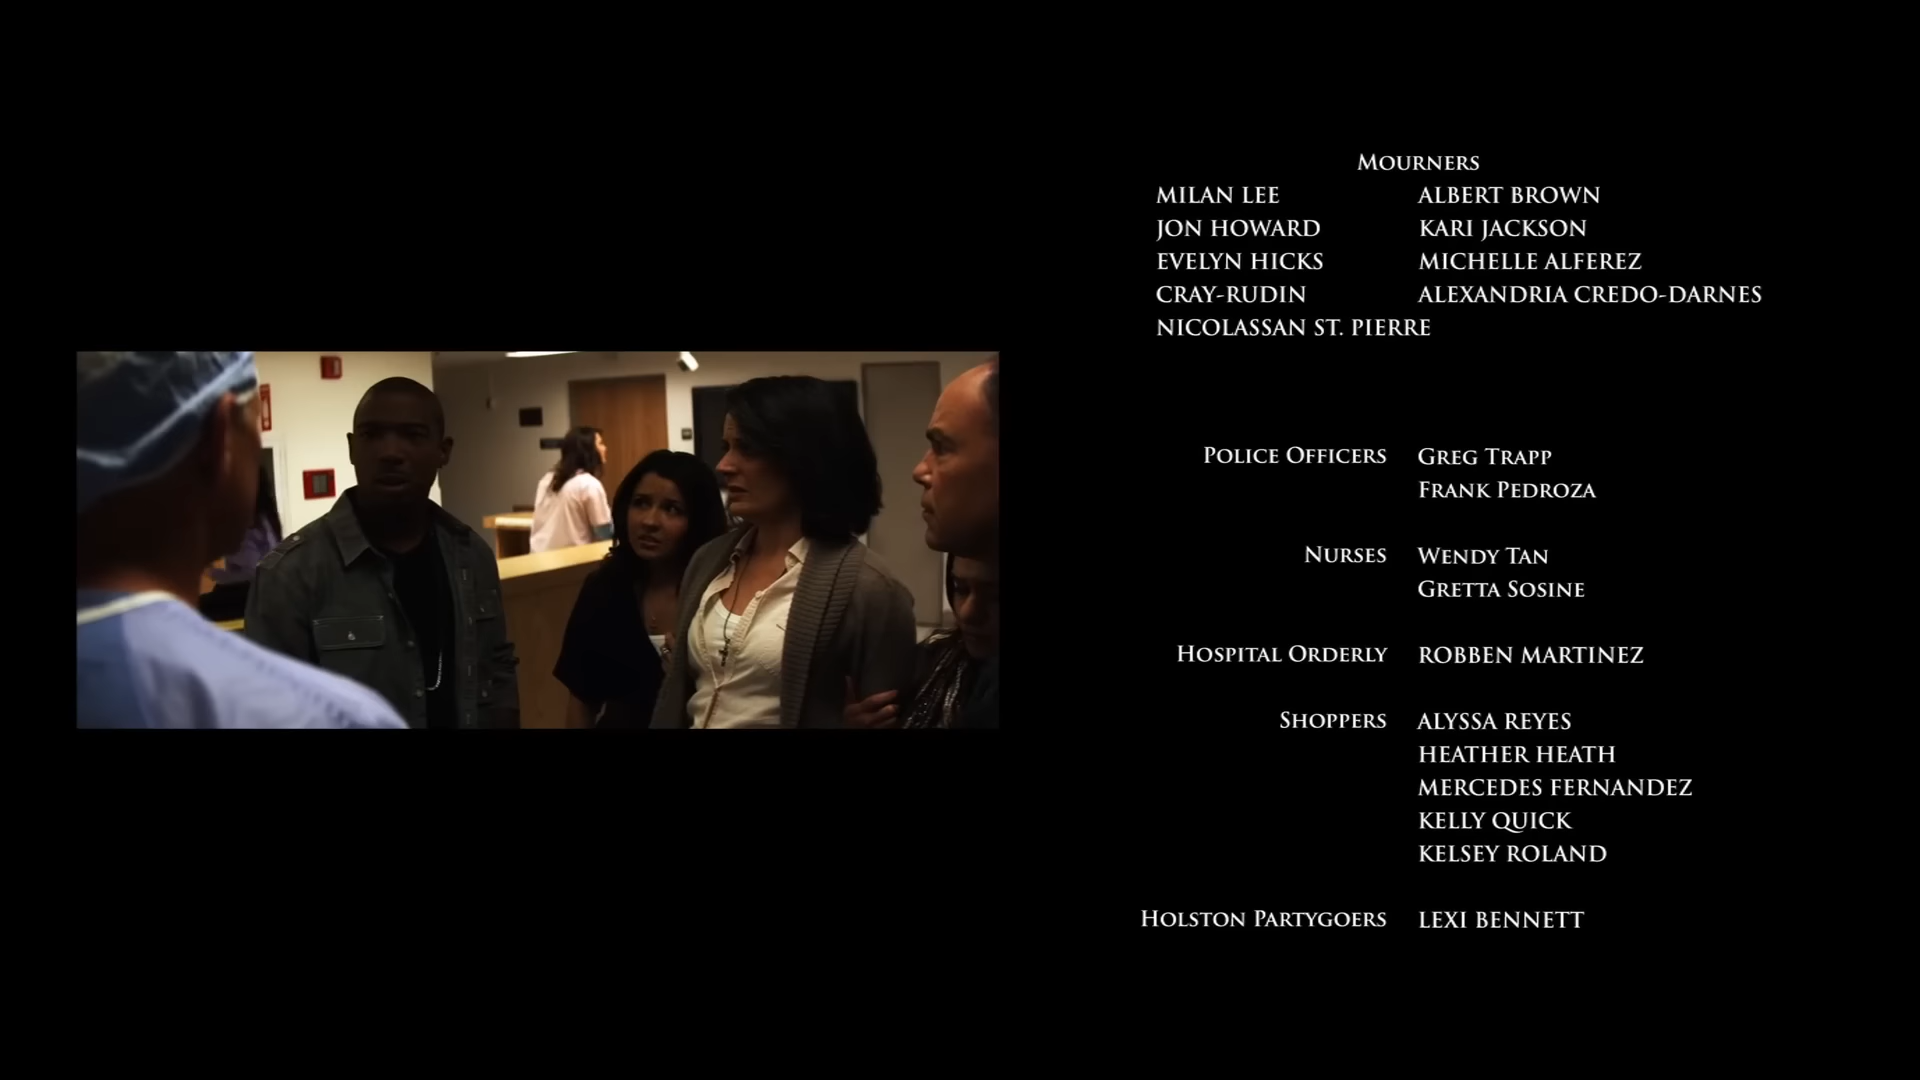 Mourners
MILAN LEE ALBERT BROWN
JON HOWARD KARI JACKSON
EVELYN HICKS MICHELLE ALFEREZ
CRAY-RUDIN ALEXANDRIA CREDO-DARNES
NICOLASSAN ST. PIERRE
Police Officers Greg Trapp
Frank Pedroza
Nurses Wendy Tan
Gretta Sosine
Hospital Orderly ROBBEN MARTINEZ
Shoppers ALYSSA REYES
HEATHER HEATH
MERCEDES FERNANDEZ
KELLY QUICK
KELSEY ROLAND
Holston Partygoers LEXI BENNETT